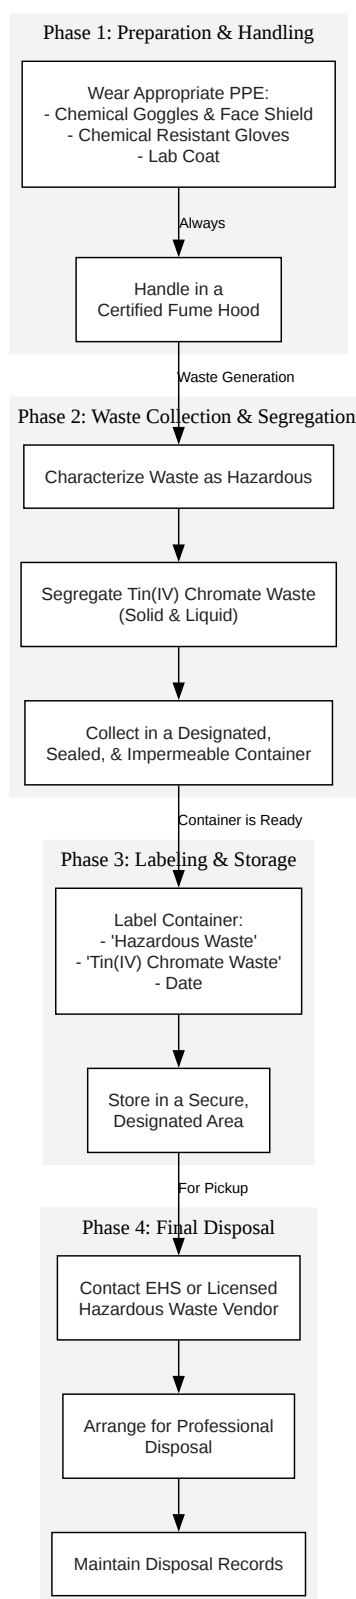 Phase 1: Preparation & Handling
Wear Appropriate PPE:
- Chemical Goggles & Face Shield
- Chemical Resistant Gloves
- Lab Coat
Always
Handle in a
Certified Fume Hood
Waste Generation
Phase 2: Waste Collection & Segregation
Characterize Waste as Hazardous
Segregate Tin(IV) Chromate Waste
(Solid & Liquid)
Collect in a Designated,
Sealed, & Impermeable Container
Container is Ready
Phase 3: Labeling & Storage
Label Container:
- 'Hazardous Waste'
- 'Tin(IV) Chromate Waste'
- Date
Store in a Secure,
Designated Area
For Pickup
Phase 4: Final Disposal
Contact EHS or Licensed
Hazardous Waste Vendor
Arrange for Professional
Disposal
Maintain Disposal Records